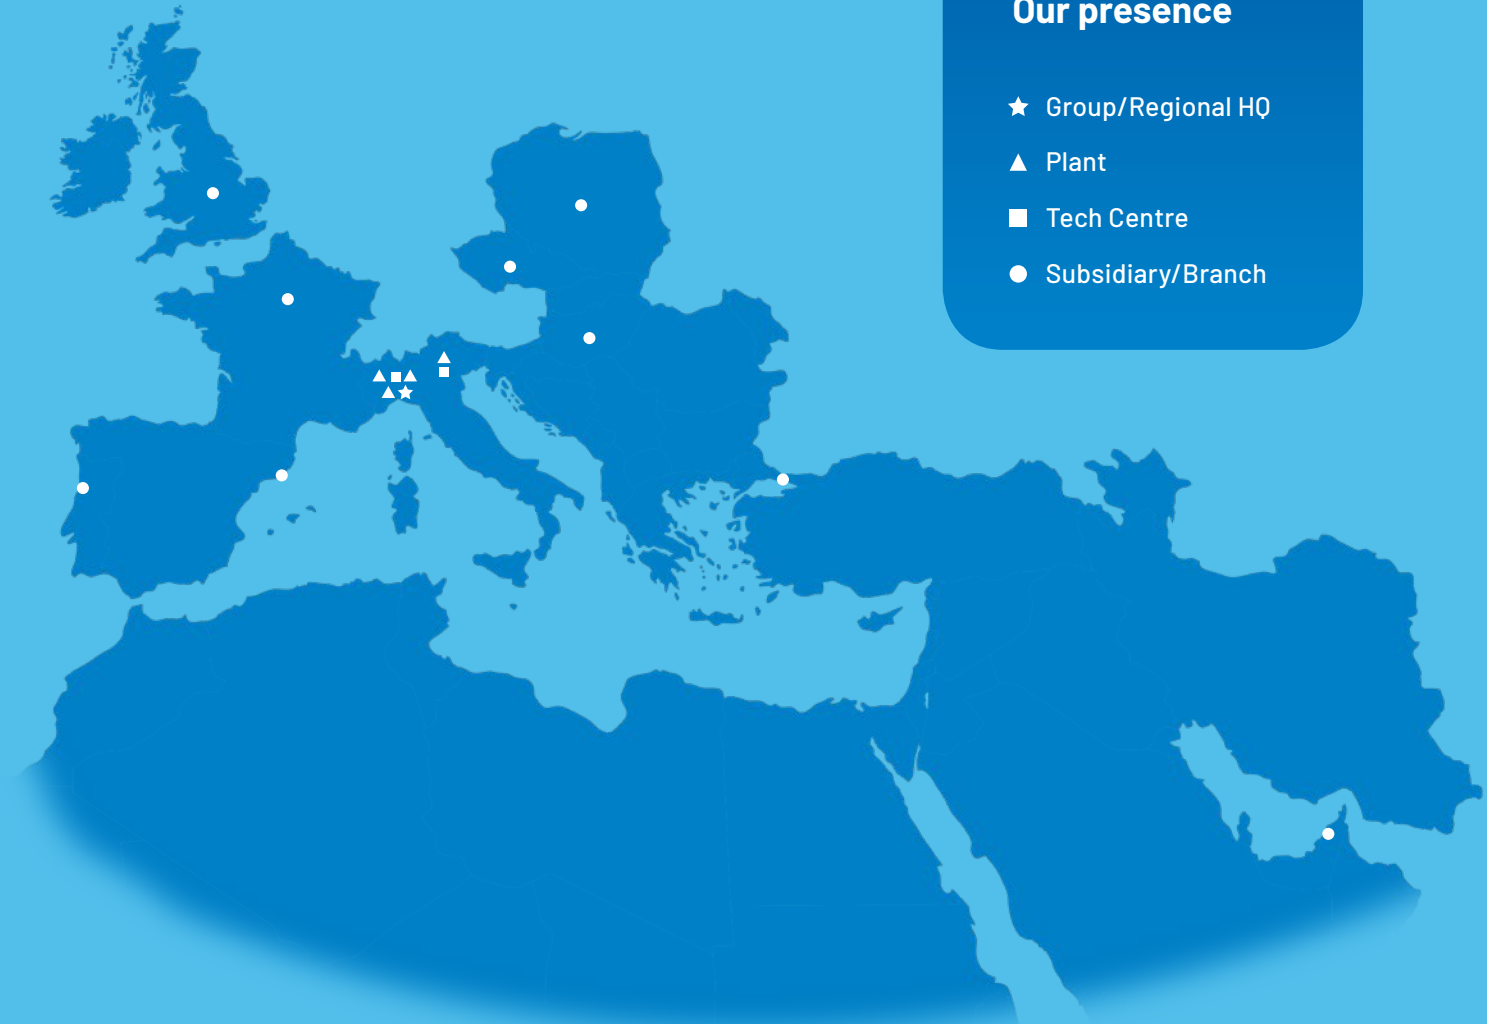 Our presence
Group/Regional HQ
Plant
Tech Centre
Subsidiary/Branch